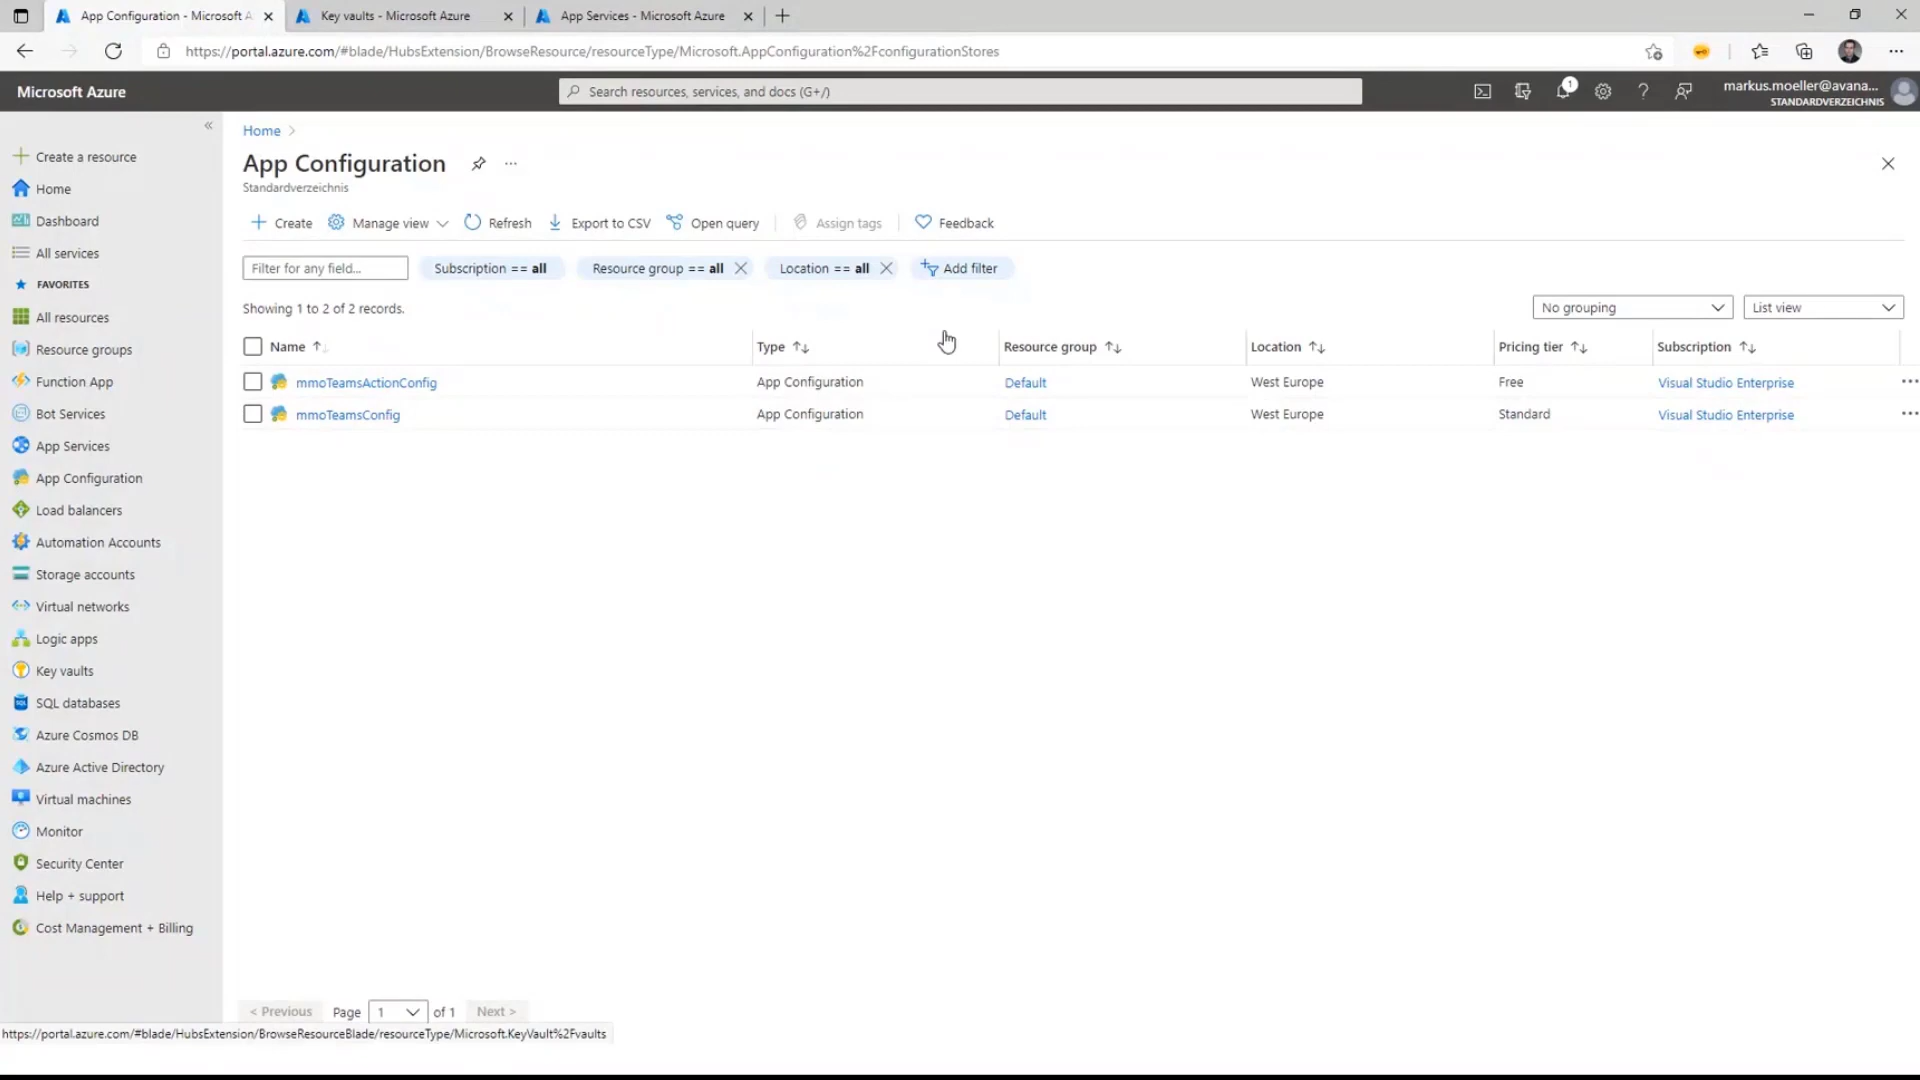 App Configuration - Microsoft A
Key vaults - Microsoft Azure
App Services - Microsoft Azure
https://portal.azure.com/#blade/HubsExtension/BrowseResource/resourceType/Microsoft.AppConfiguration%2FconfigurationStores
Microsoft Azure
Search resources, services, and docs (G+/)
1
markus.moeller@avana...
STANDARDVERZEICHNIS
Create a resource
Home
Dashboard
All services
FAVORITES
All resources
Resource groups
Function App
Bot Services
App Services
App Configuration
Load balancers
Automation Accounts
Storage accounts
Virtual networks
Logic apps
Key vaults
SQL databases
Azure Cosmos DB
Azure Active Directory
Virtual machines
Monitor
Security Center
Help + support
Cost Management + Billing
Home >
App Configuration
Standardverzeichnis
Create
Manage view
Refresh
Export to CSV
Open query
Assign tags
Feedback
Filter for any field...
Subscription == all
Resource group == all
Location == all
Add filter
Showing 1 to 2 of 2 records.
No grouping
List view
Name Type Resource group Location Pricing tier Subscription
mmoTeamsActionConfig App Configuration Default West Europe Free Visual Studio Enterprise
mmoTeamsConfig App Configuration Default West Europe Standard Visual Studio Enterprise
< Previous Page 1 of 1 Next >
https://portal.azure.com/#blade/HubsExtension/BrowseResourceBlade/resourceType/Microsoft.KeyVault%2Fvaults